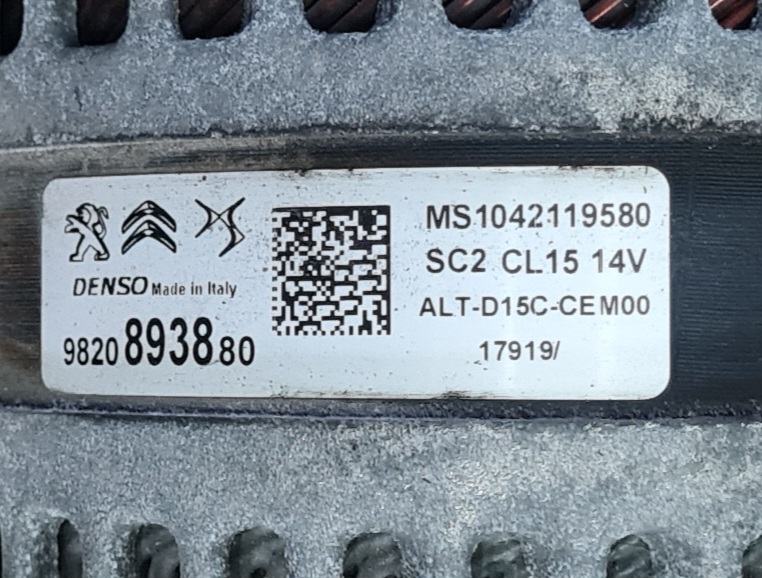 DENSO Made in Italy
9820893880
MS1042119580
SC2 CL15 14V
ALT-D15C-CEM00
17919/